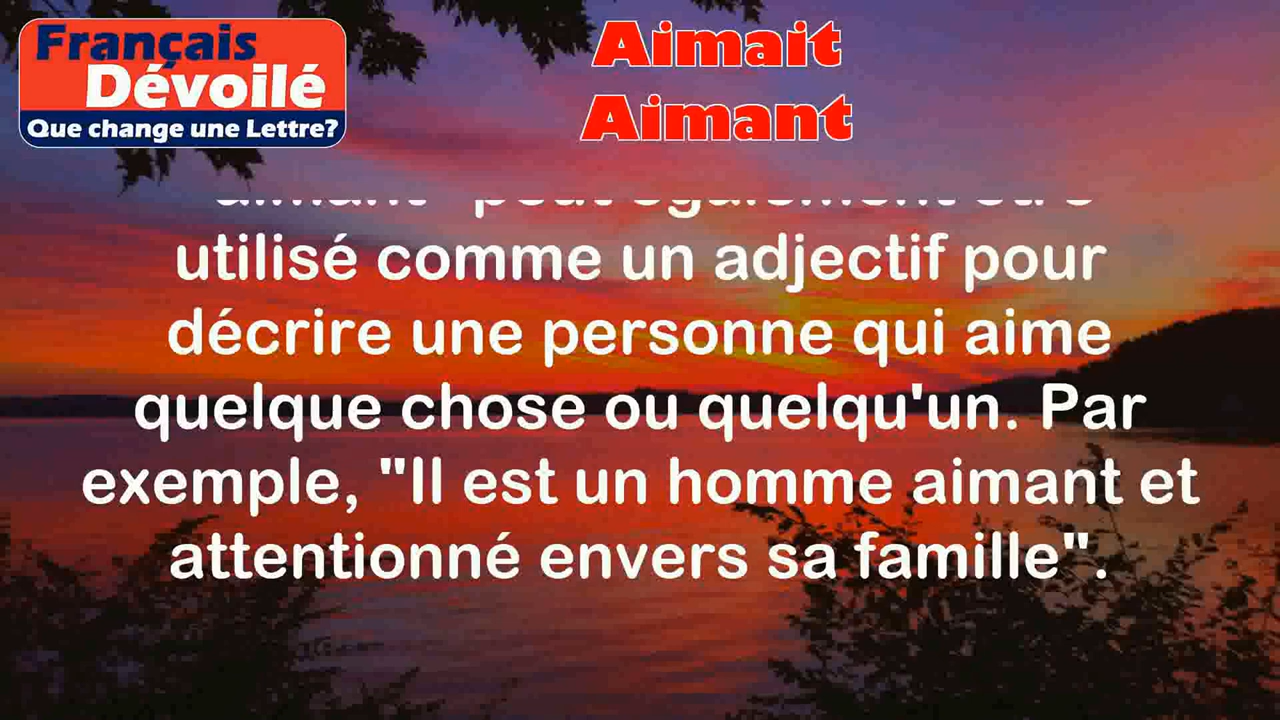 Français
Dévoilé
Que change une Lettre?
Aimait
Aimant
utilisé comme un adjectif pour
décrire une personne qui aime
quelque chose ou quelqu'un. Par
exemple, "Il est un homme aimant et
attentionné envers sa famille".